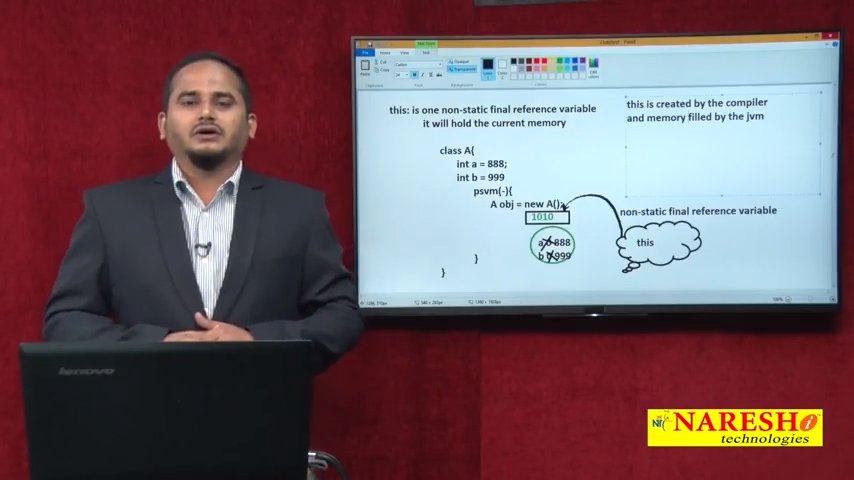 this: is one non-static final reference variable
it will hold the current memory
class A{
int a = 888;
int b = 999
psvm(-){
A obj = new A();
1010
a 0 888
b 0 999
}
}
this is created by the compiler
and memory filled by the jvm
non-static final reference variable
this
lenovo
NARESH i
technologies